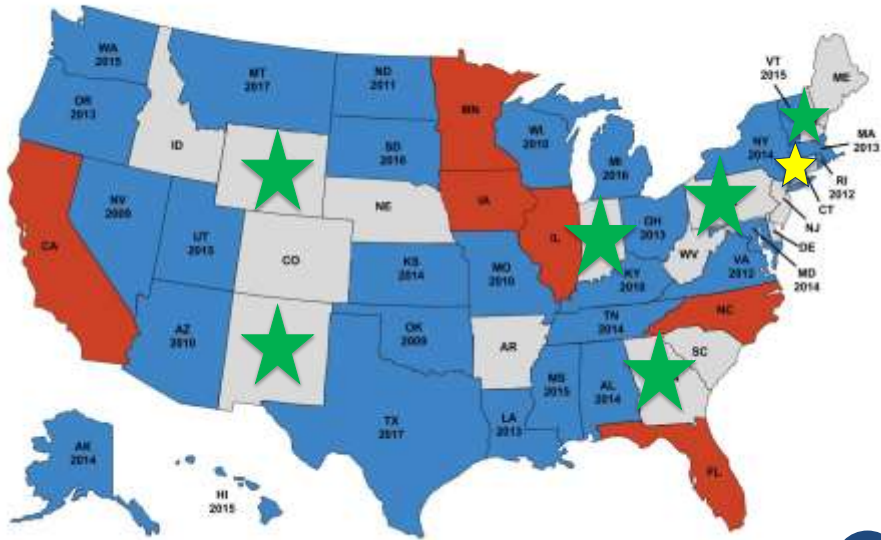 WA
2015
OR
2013
CA
NV
2009
ID
MT
2017
UT
2015
AZ
2010
CO
ND
2011
SD
2016
NE
KS
2014
OK
2009
TX
2017
MN
IA
MO
2010
AR
LA
2013
WI
2010
IL
MI
2016
OH
2013
KY
2010
TN
2014
MS
2015
AL
2014
WV
VA
2012
NC
SC
FL
NY
2014
VT
2015
ME
MA
2013
RI
2012
CT
NJ
DE
MD
2014
AK
2014
HI
2015